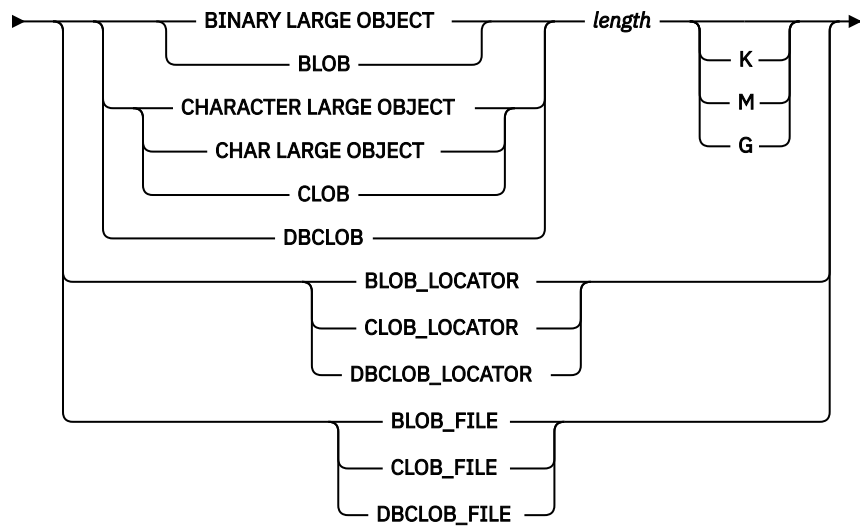 BINARY LARGE OBJECT length
BLOB K
CHARACTER LARGE OBJECT M
CHAR LARGE OBJECT G
CLOB
DBCLOB
BLOB_LOCATOR
CLOB_LOCATOR
DBCLOB_LOCATOR
BLOB_FILE
CLOB_FILE
DBCLOB_FILE